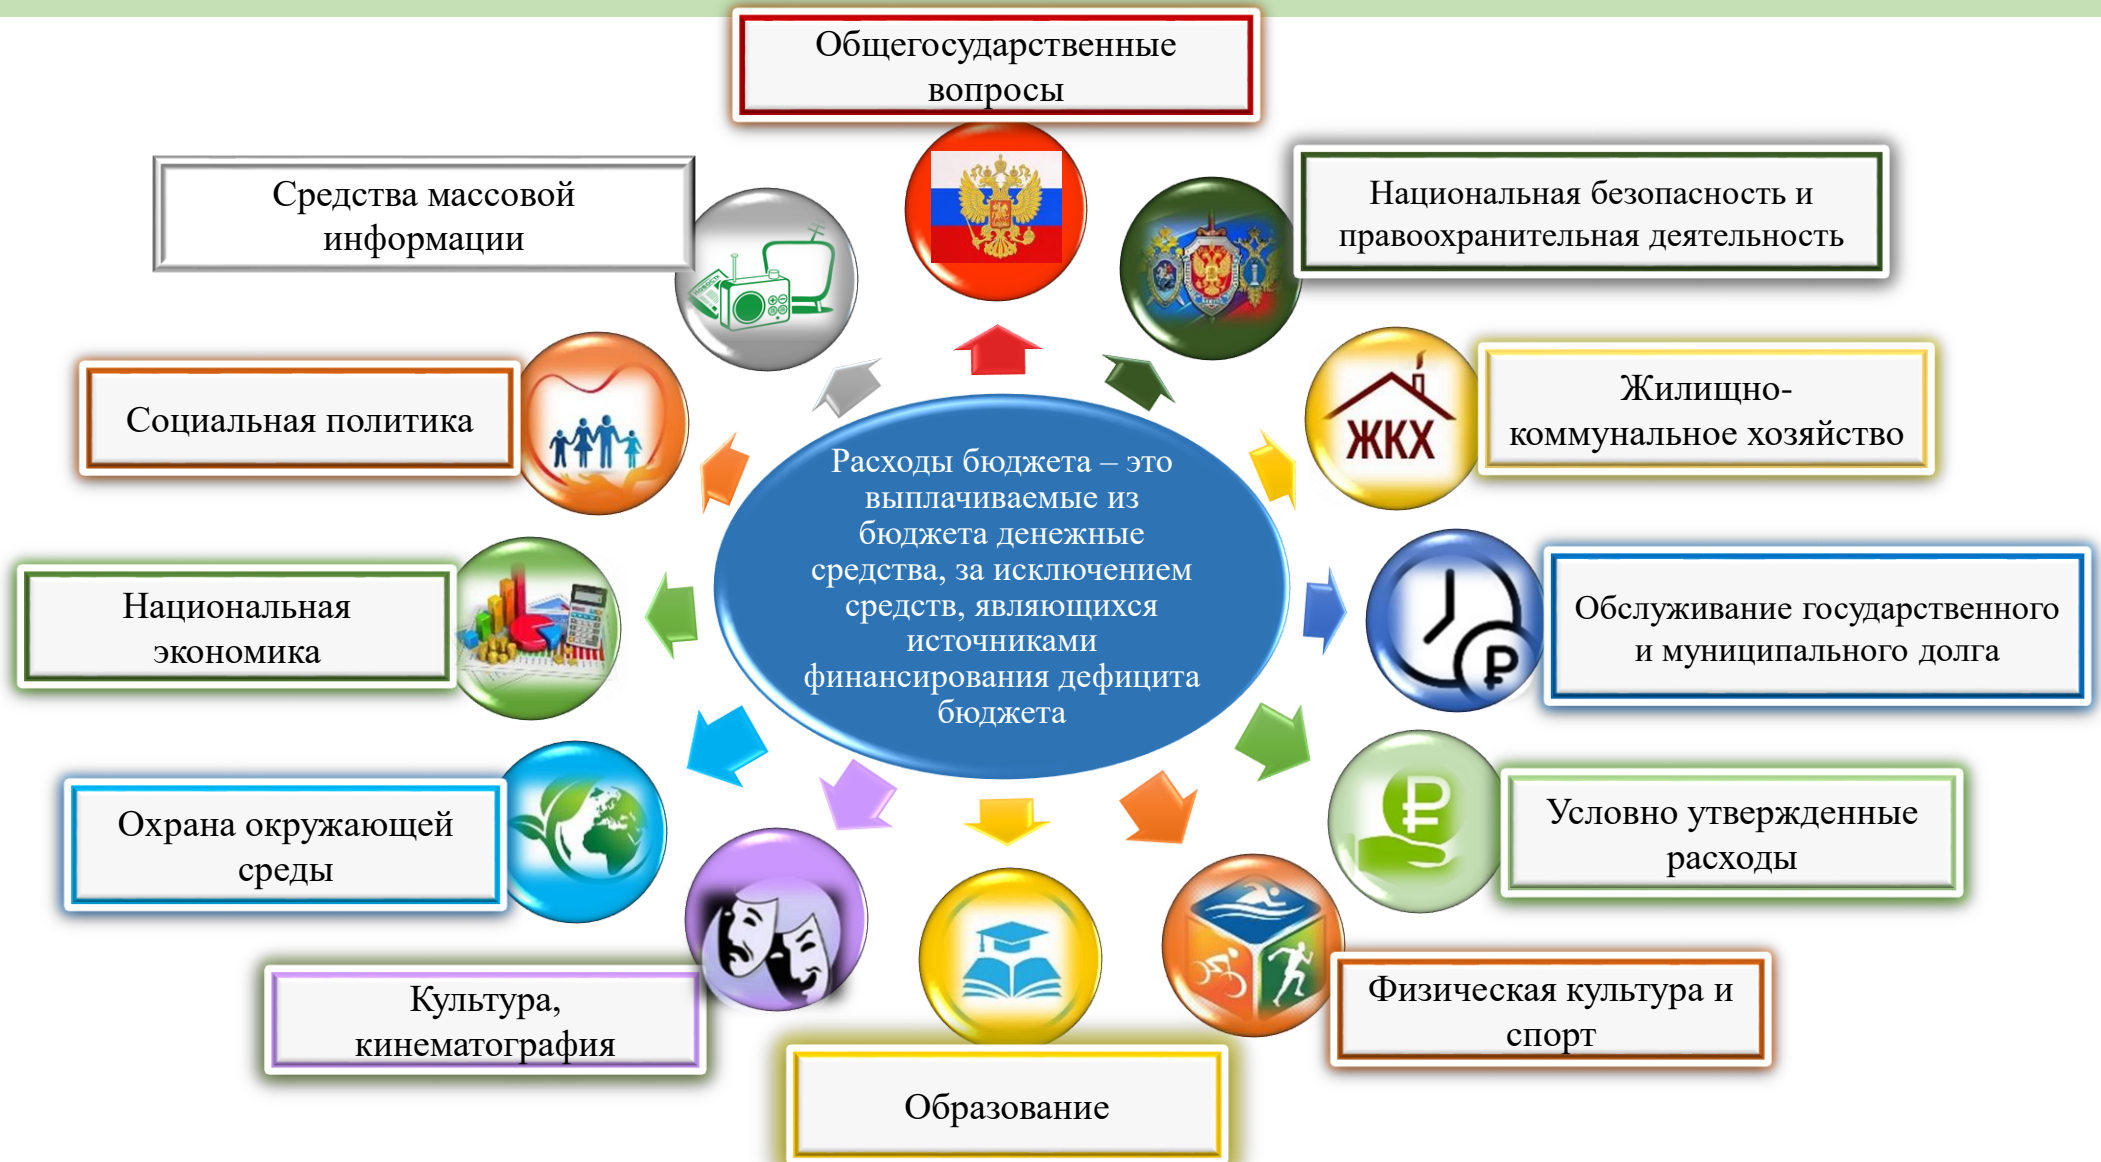 Общегосударственные
вопросы
Средства массовой
информации
Национальная безопасность и
правоохранительная деятельность
НОВОСТИ
Социальная политика
ЖКХ
Жилищно-
коммунальное хозяйство
Расходы бюджета – это
выплачиваемые из
бюджета денежные
средства, за исключением
средств, являющихся
источниками
финансирования дефицита
бюджета
Национальная
экономика
Обслуживание государственного
и муниципального долга
Охрана окружающей
среды
Условно утвержденные
расходы
Культура,
кинематография
Физическая культура и
спорт
Образование